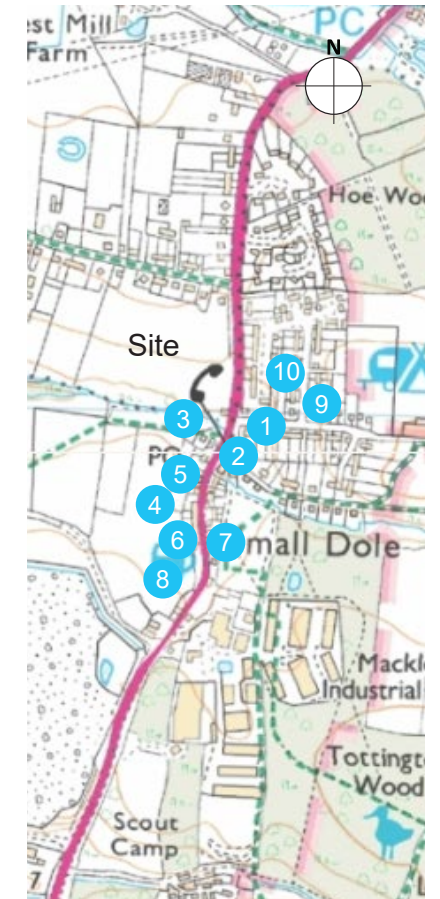 PC
est Mill
Farm
N
Hoe Wo
Site
10
9
3
1
2
5
4
6
7
mall Dole
8
Mackl
Industrial
Tottingt
Wood
Scout
Camp
7